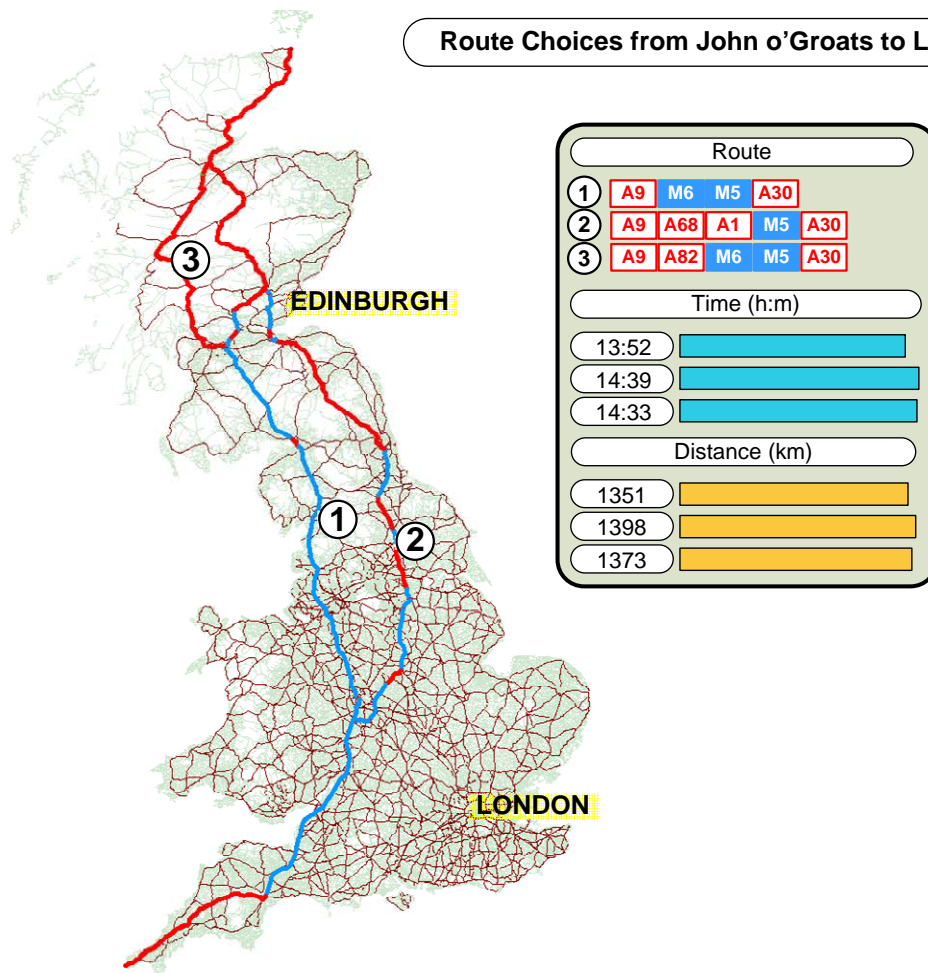 Route Choices from John o'Groats to L
Route
1 A9 M6 M5 A30
2 A9 A68 A1 M5 A30
3 A9 A82 M6 M5 A30
Time (h:m)
13:52
14:39
14:33
Distance (km)
1351
1398
1373
3
EDINBURGH
1
2
LONDON